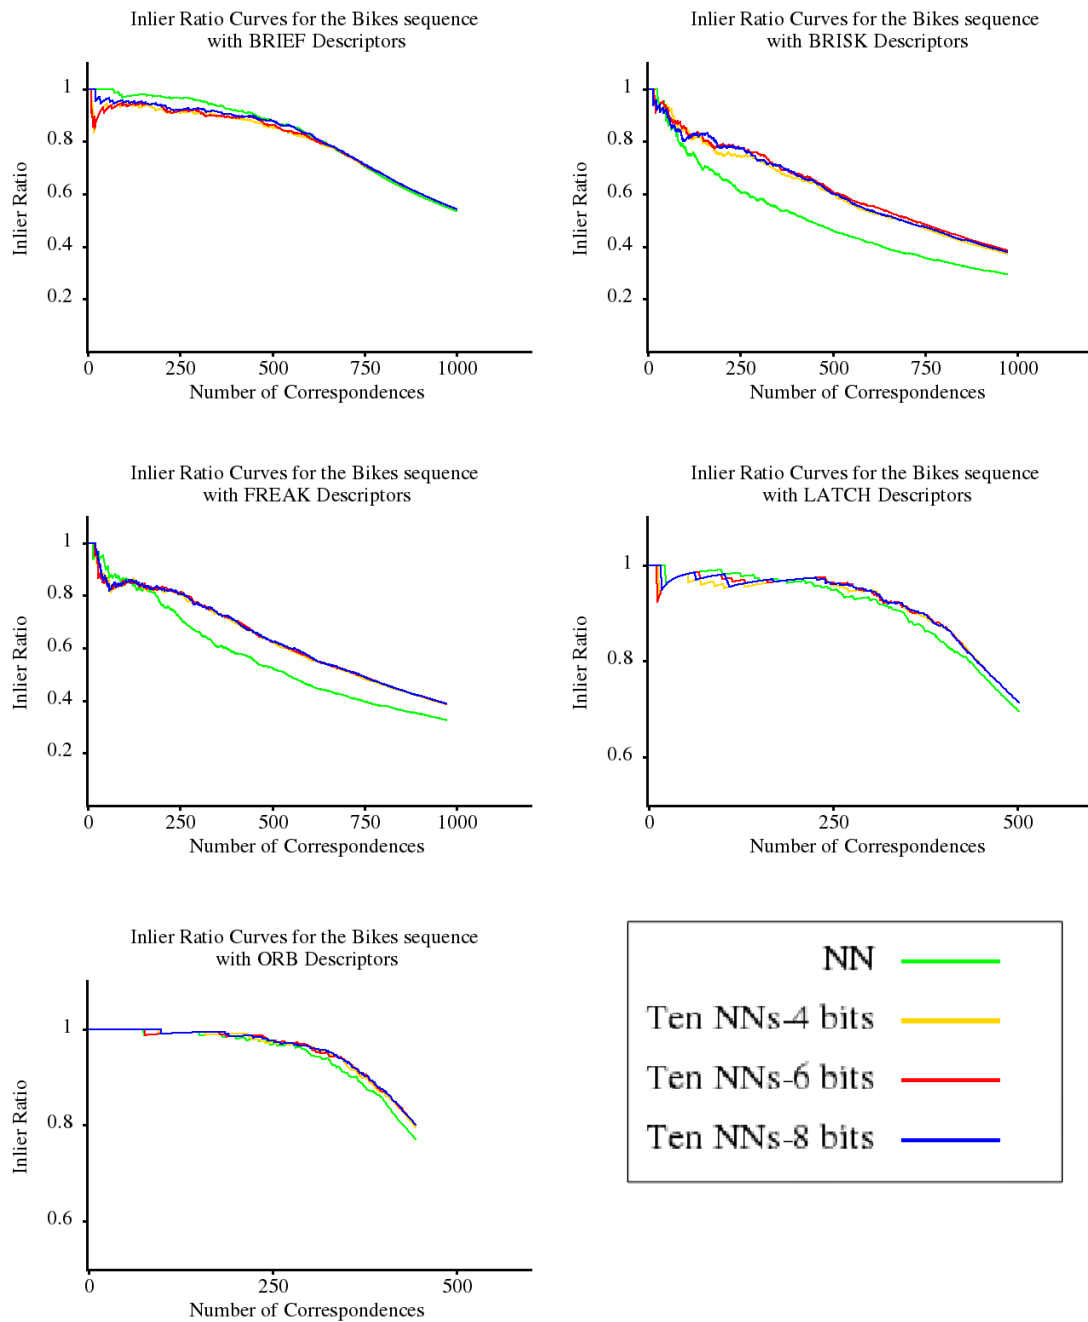 Inlier Ratio Curves for the Bikes sequence
with BRIEF Descriptors
1
0.8
0.6
0.4
0.2
Inlier Ratio
0 250 500 750 1000
Number of Correspondences
Inlier Ratio Curves for the Bikes sequence
with BRISK Descriptors
1
0.8
0.6
0.4
0.2
Inlier Ratio
0 250 500 750 1000
Number of Correspondences
Inlier Ratio Curves for the Bikes sequence
with FREAK Descriptors
1
0.8
0.6
0.4
0.2
Inlier Ratio
0 250 500 750 1000
Number of Correspondences
Inlier Ratio Curves for the Bikes sequence
with LATCH Descriptors
1
0.8
0.6
Inlier Ratio
0 250 500
Number of Correspondences
Inlier Ratio Curves for the Bikes sequence
with ORB Descriptors
1
0.8
0.6
Inlier Ratio
0 250 500
Number of Correspondences
NN
Ten NNs-4 bits
Ten NNs-6 bits
Ten NNs-8 bits